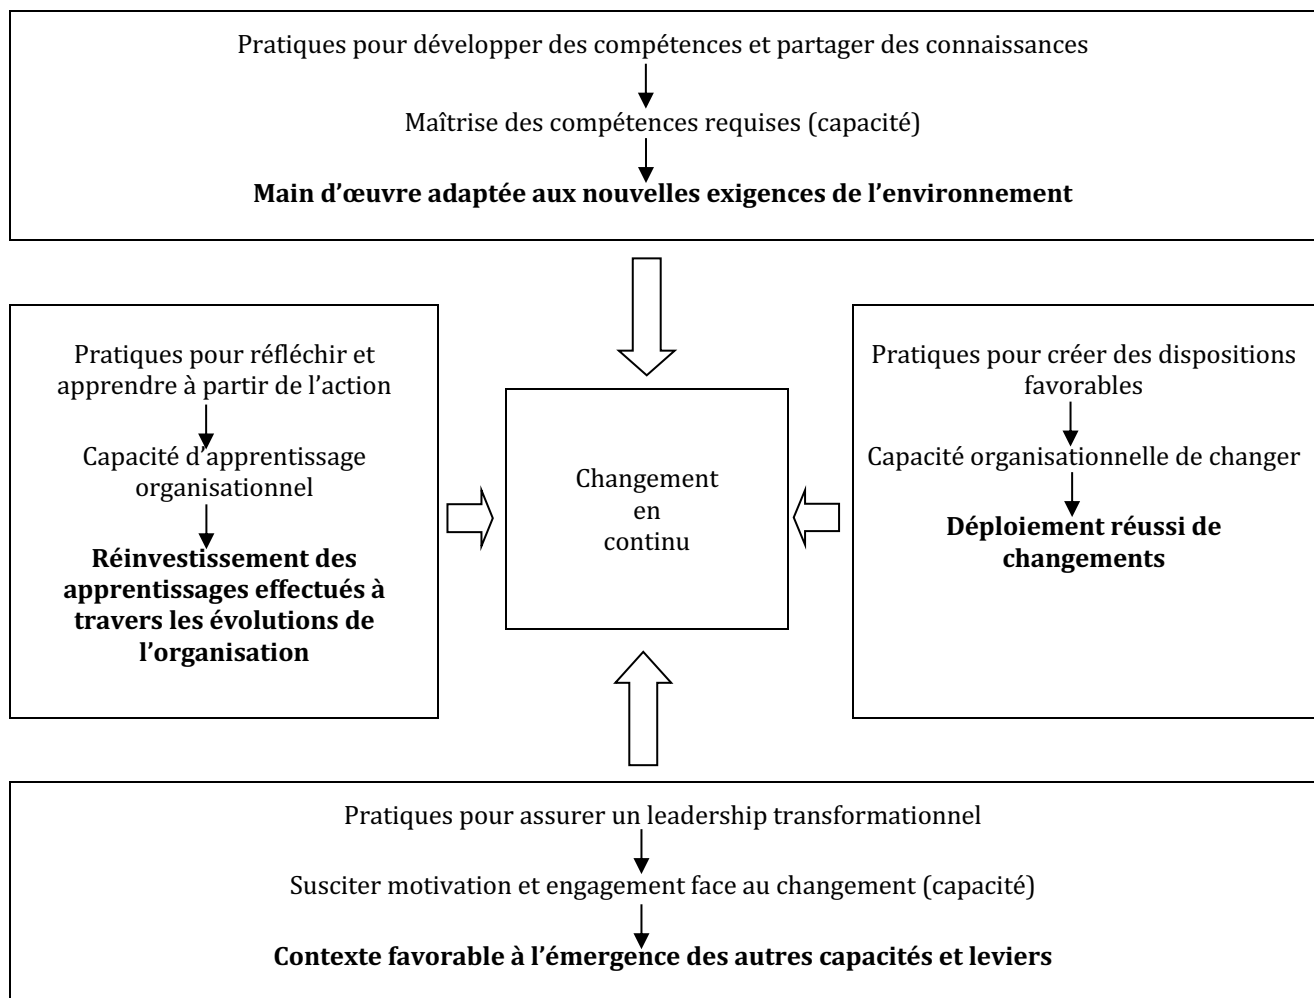 Pratiques pour développer des compétences et partager des connaissances
Maîtrise des compétences requises (capacité)
Main d’œuvre adaptée aux nouvelles exigences de l’environnement
Pratiques pour réfléchir et
apprendre à partir de l’action
Capacité d’apprentissage
organisationnel
Réinvestissement des
apprentissages effectués à
travers les évolutions de
l’organisation
Changement
en
continu
Pratiques pour créer des dispositions
favorables
Capacité organisationnelle de changer
Déploiement réussi de
changements
Pratiques pour assurer un leadership transformationnel
Susciter motivation et engagement face au changement (capacité)
Contexte favorable à l’émergence des autres capacités et leviers